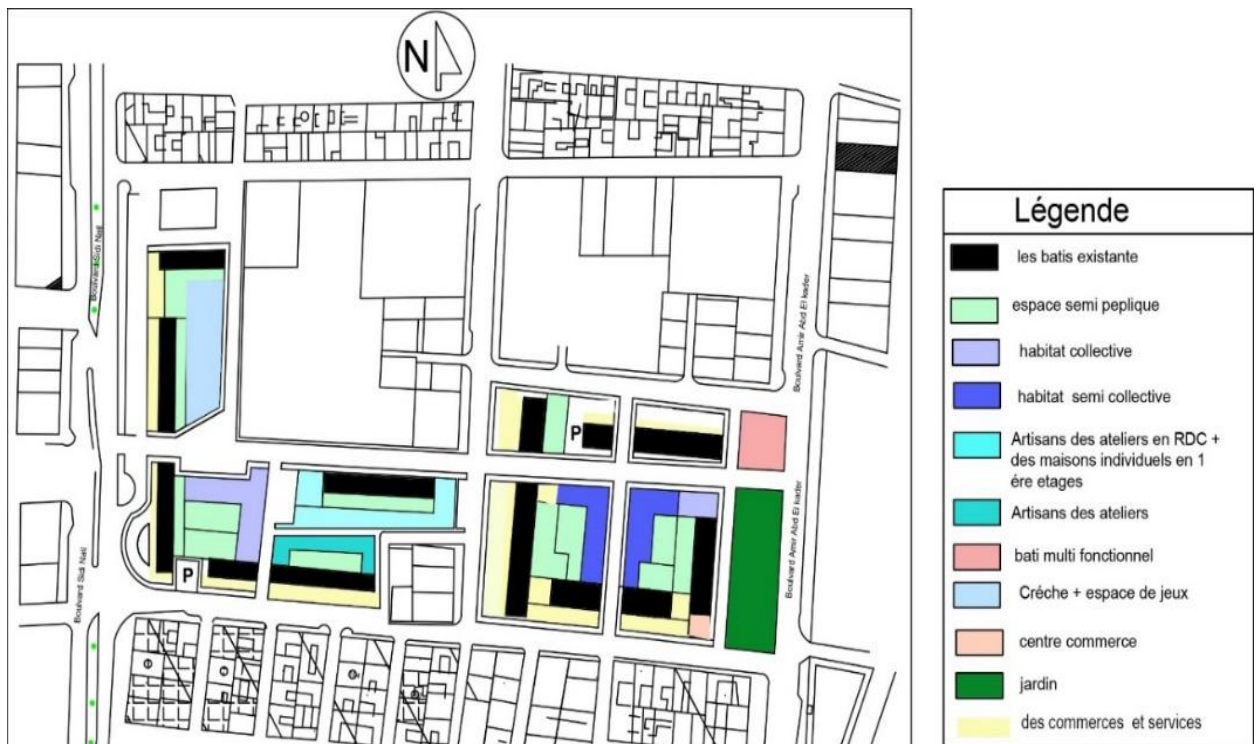 N
Boulvard Sidi Nasi
Boulvard Amir Abd El kader
P
P
Boulvard Sidi Nasi
Boulvard Amir Abd El kader
Légende
les batis existante
espace semi peplique
habitat collective
habitat semi collective
Artisans des ateliers en RDC +
des maisons individuels en 1
ére etages
Artisans des ateliers
bati multi fonctionnel
Créche + espace de jeux
centre commerce
jardin
des commerces et services